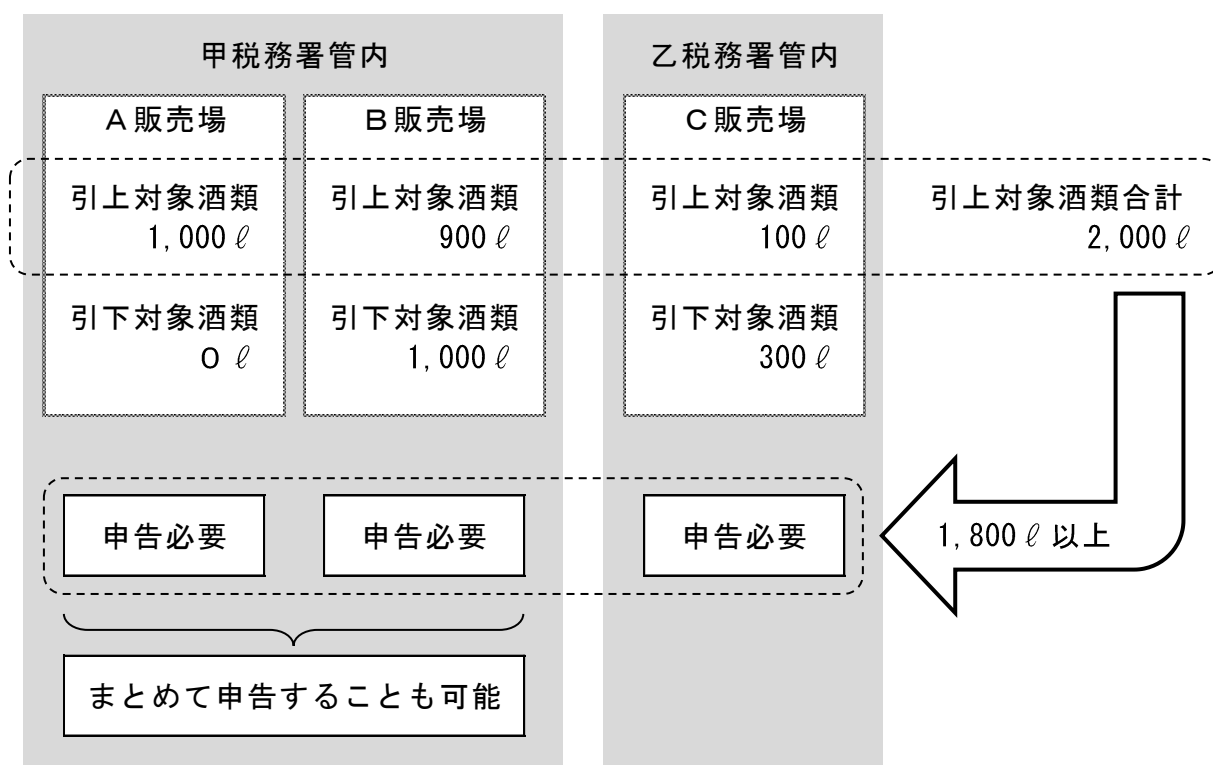 甲税務署管内
乙税務署管内
A販売場
B販売場
C販売場
引上対象酒類
1,000ℓ
引上対象酒類
900ℓ
引上対象酒類
100ℓ
引上対象酒類合計
2,000ℓ
引下対象酒類
0ℓ
引下対象酒類
1,000ℓ
引下対象酒類
300ℓ
申告必要
申告必要
申告必要
1,800ℓ以上
まとめて申告することも可能